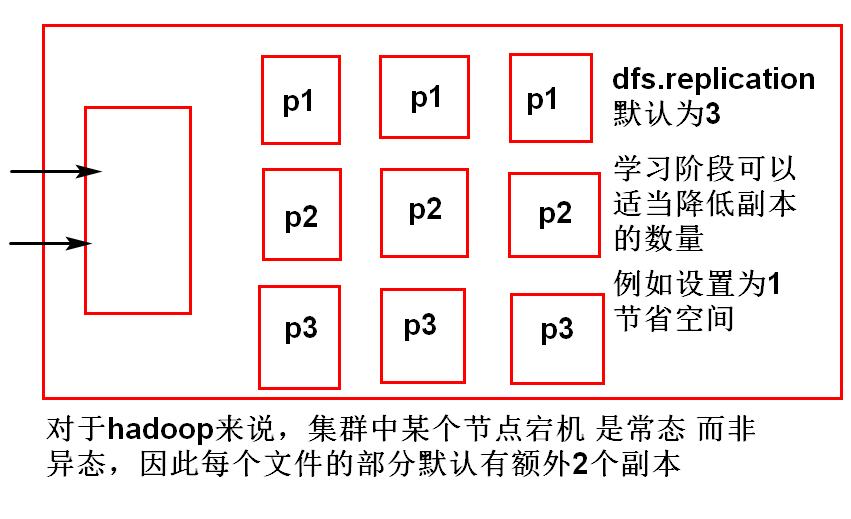 p1 p1 p1
dfs.replication
默认为3
p2 p2 p2
学习阶段可以
适当降低副本
的数量
p3 p3 p3
例如设置为1
节省空间
对于hadoop来说，集群中某个节点宕机 是常态 而非
异态，因此每个文件的部分默认有额外2个副本